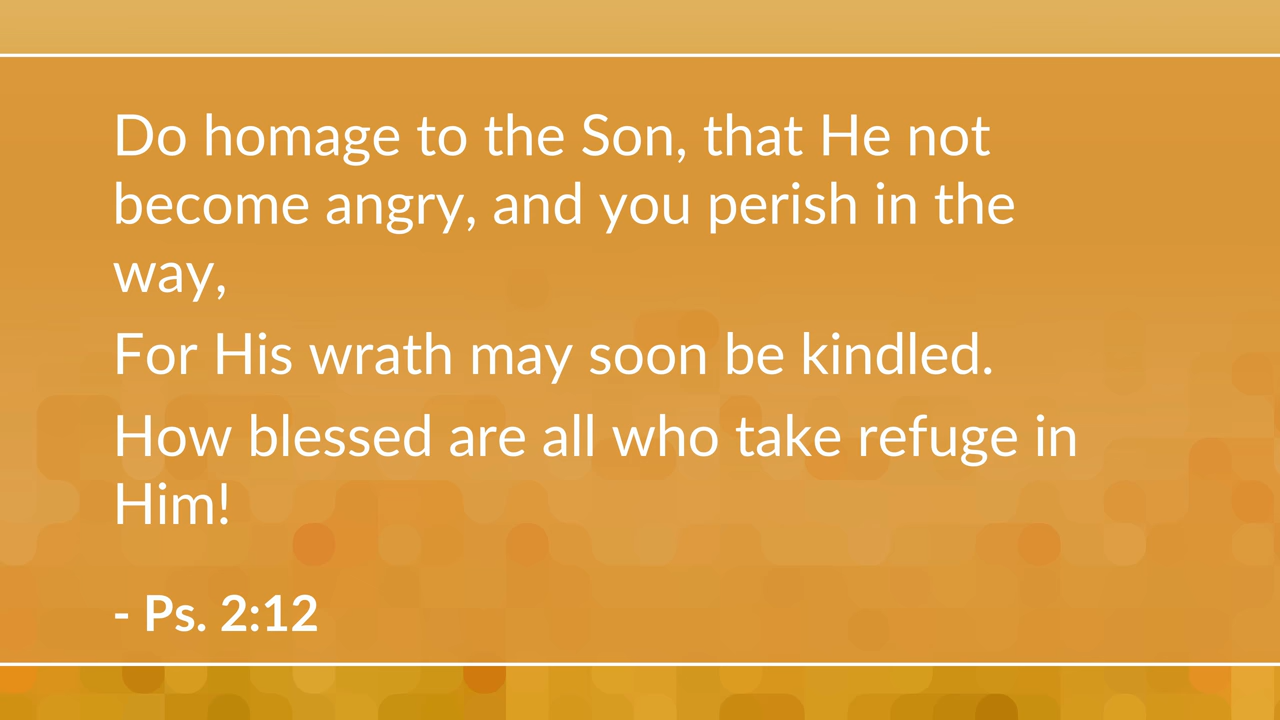 Do homage to the Son, that He not
become angry, and you perish in the
way,
For His wrath may soon be kindled.
How blessed are all who take refuge in
Him!
- Ps. 2:12